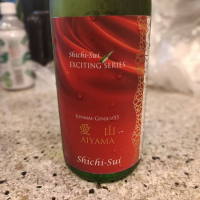 Shichi-Sui
EXCITING SERIES
JUNMAI-GINJO
愛山
AIYAMA
Shichi-Sui